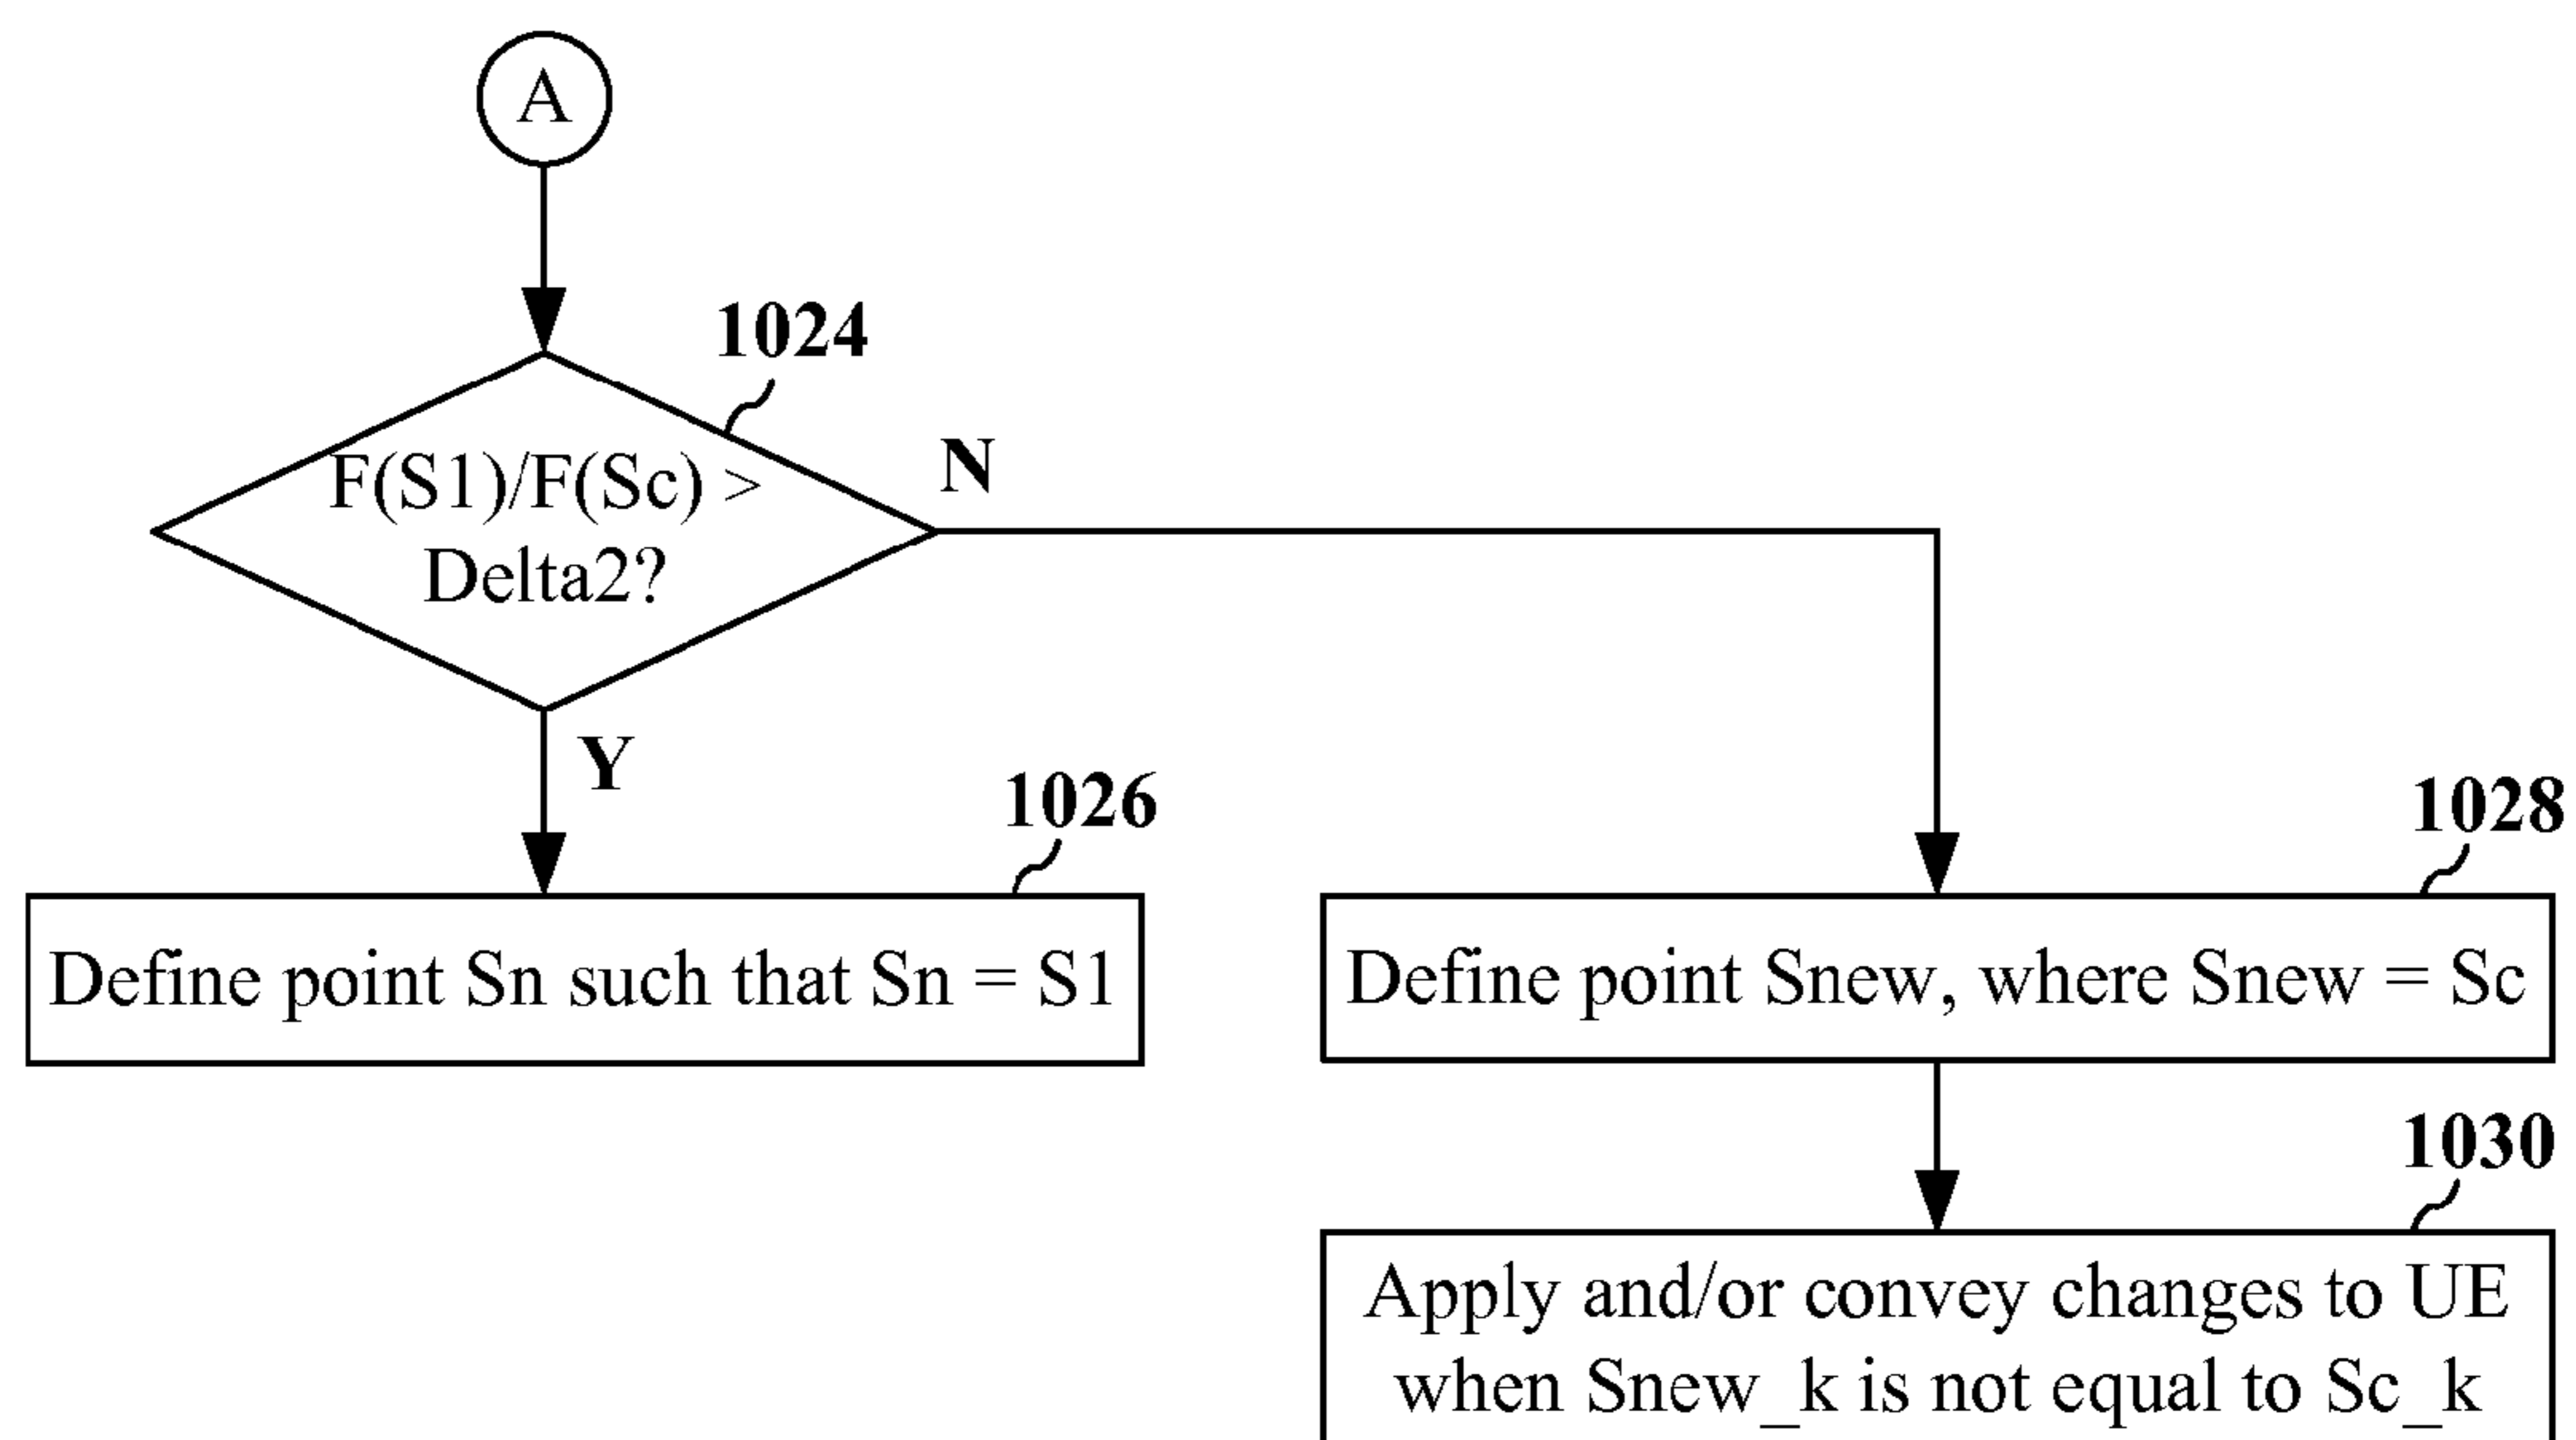 A
1024
F(S1)/F(Sc) >
Delta2?
N
Y
1026
Define point Sn such that Sn = S1
1028
Define point Snew, where Snew = Sc
1030
Apply and/or convey changes to UE
when Snew_k is not equal to Sc_k